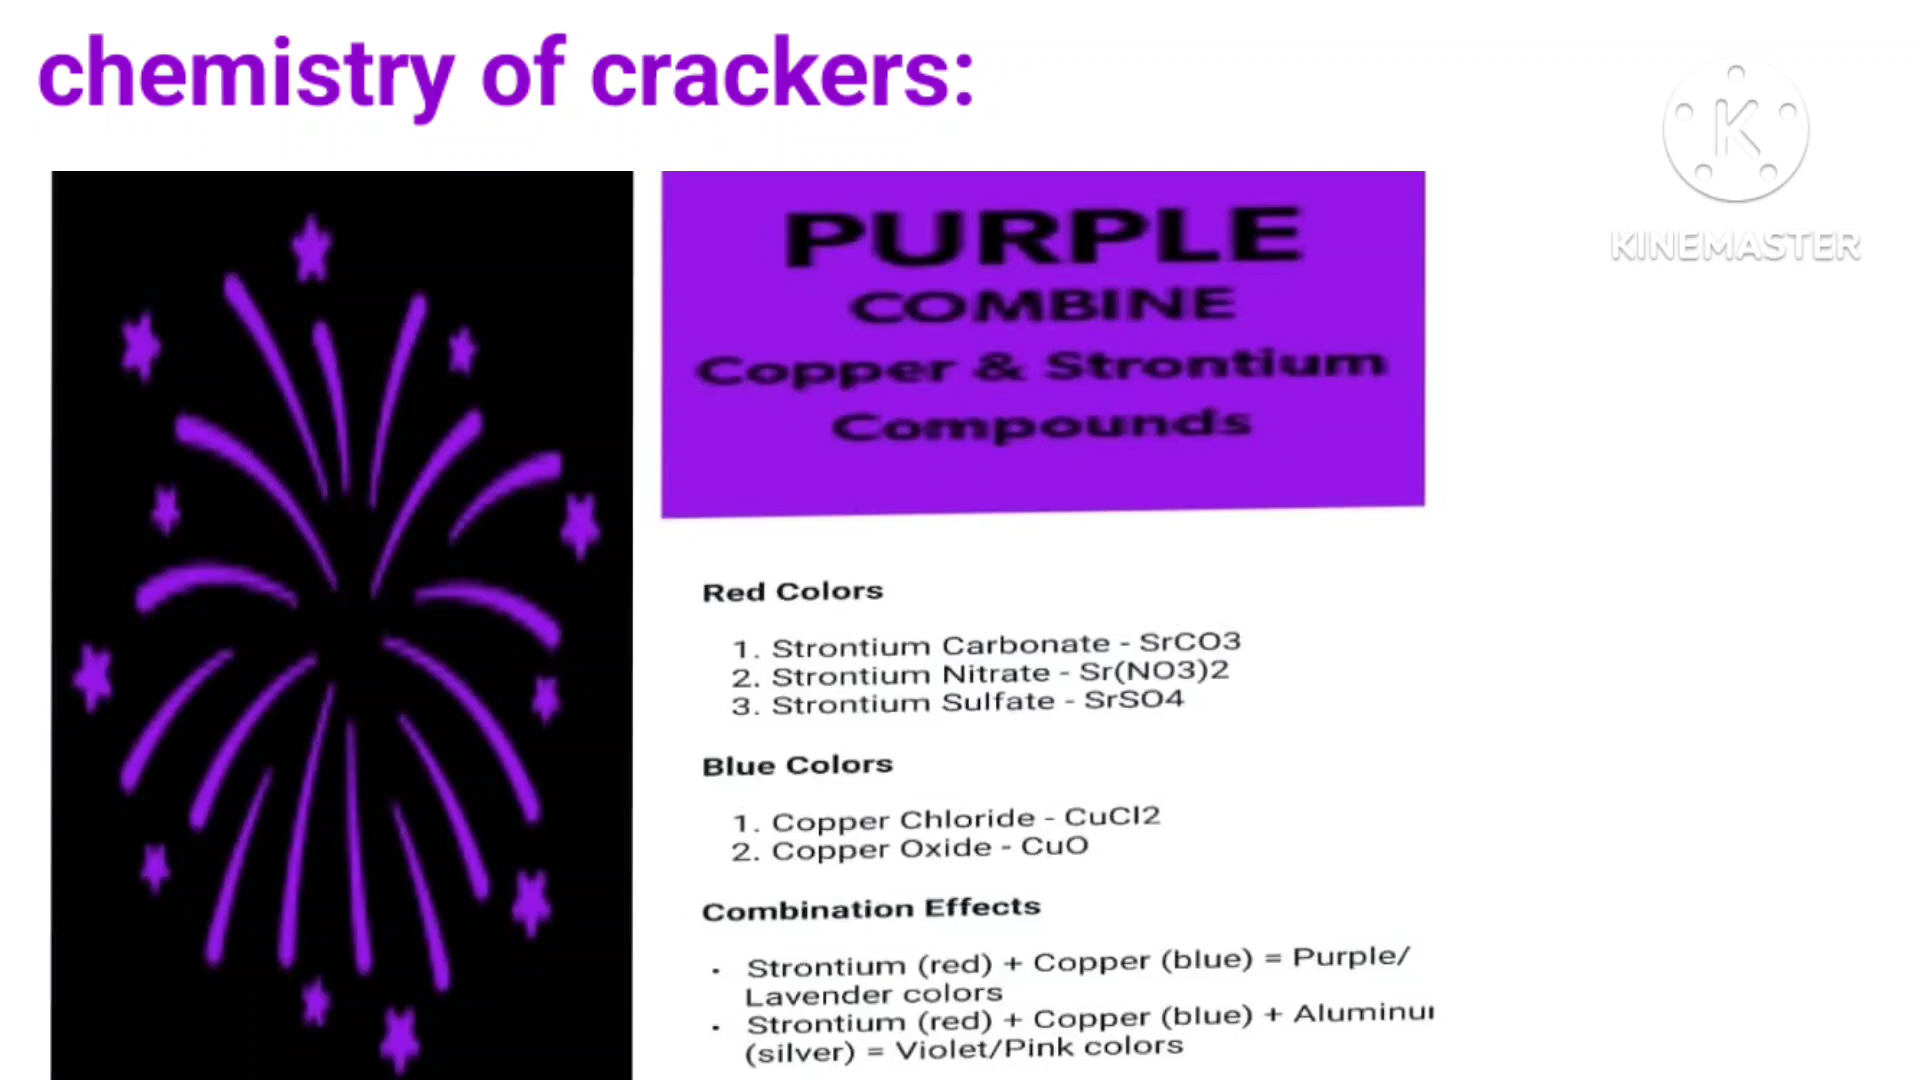 chemistry of crackers:
K
KINEMASTER
PURPLE
COMBINE
Copper & Strontium
Compounds
Red Colors
1. Strontium Carbonate - SrCO3
2. Strontium Nitrate - Sr(NO3)2
3. Strontium Sulfate - SrSO4
Blue Colors
1. Copper Chloride - CuCl2
2. Copper Oxide - CuO
Combination Effects
• Strontium (red) + Copper (blue) = Purple/
Lavender colors
• Strontium (red) + Copper (blue) +
(silver) = Violet/Pink colors